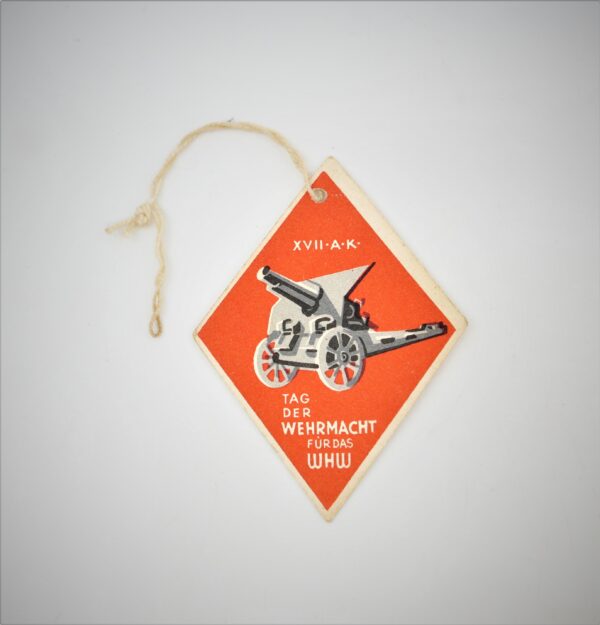 XVII·A·K·
TAG
DER
WEHRMACHT
FÜR DAS
WHW